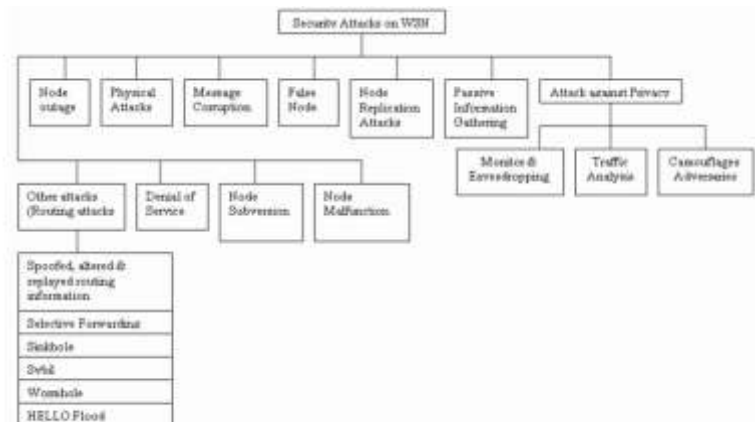 Security Attacks on WSN
Node
outage
Physical
Attacks
Message
Corruption
False
Node
Node
Replication
Attacks
Passive
Information
Gathering
Attack against Privacy
Monitor &
Eavesdropping
Traffic
Analysis
Camouflages
Adversaries
Other attacks
(Routing attacks
Denial of
Service
Node
Subversion
Node
Malfunction
Spoofed, altered &
replayed routing
information
Selective Forwarding
Sinkhole
Sybil
Wormhole
HELLO Flood